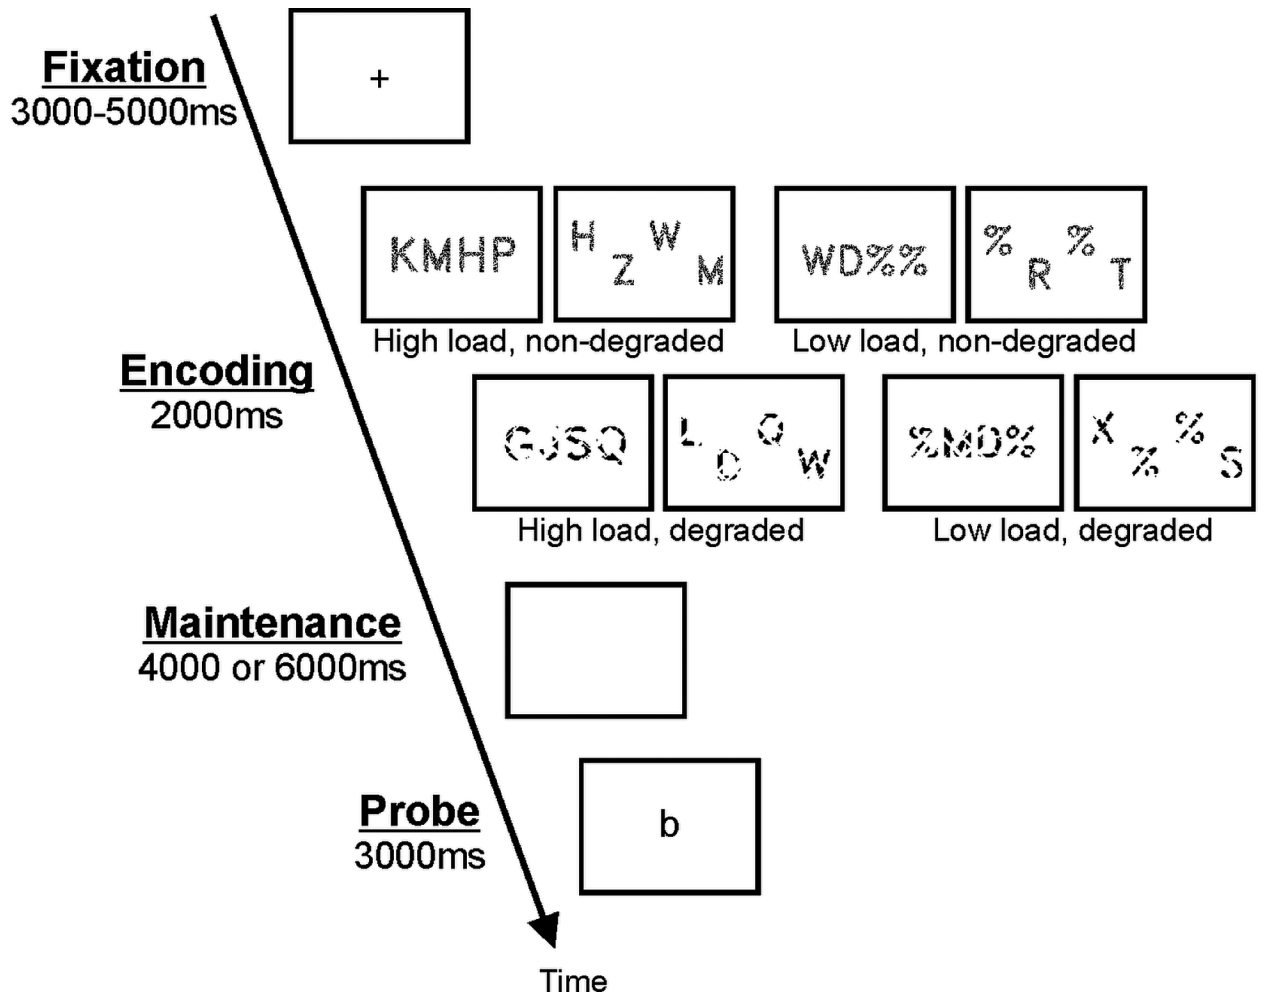 Fixation
3000-5000ms
+
KMHP
H Z W M
WD%%
% R % T
High load, non-degraded
Low load, non-degraded
Encoding
2000ms
GJSQ
L D Q W
%MD%
X % % S
High load, degraded
Low load, degraded
Maintenance
4000 or 6000ms
Probe
3000ms
b
Time